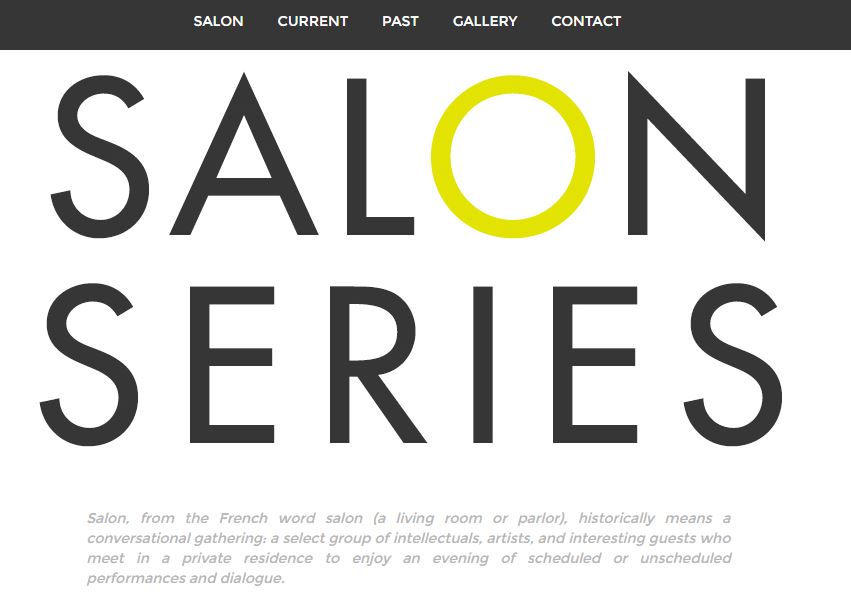 SALON CURRENT PAST GALLERY CONTACT
SALON
SERIES
Salon, from the French word salon (a living room or parlor), historically means a
conversational gathering: a select group of intellectuals, artists, and interesting guests who
meet in a private residence to enjoy an evening of scheduled or unscheduled
performances and dialogue.